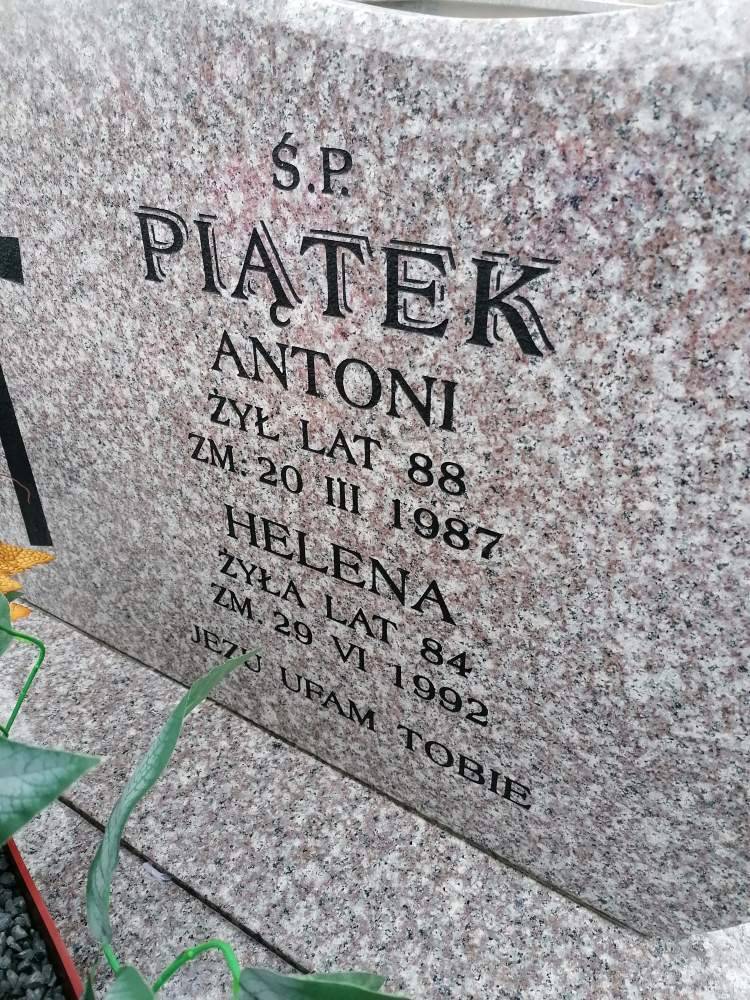 Ś.P.
PIĄTEK
ANTONI
ŻYŁ LAT 88
ZM. 20 III 1987
HELENA
ŻYŁA LAT 84
ZM. 29 VI 1992
JEZU UFAM TOBIE